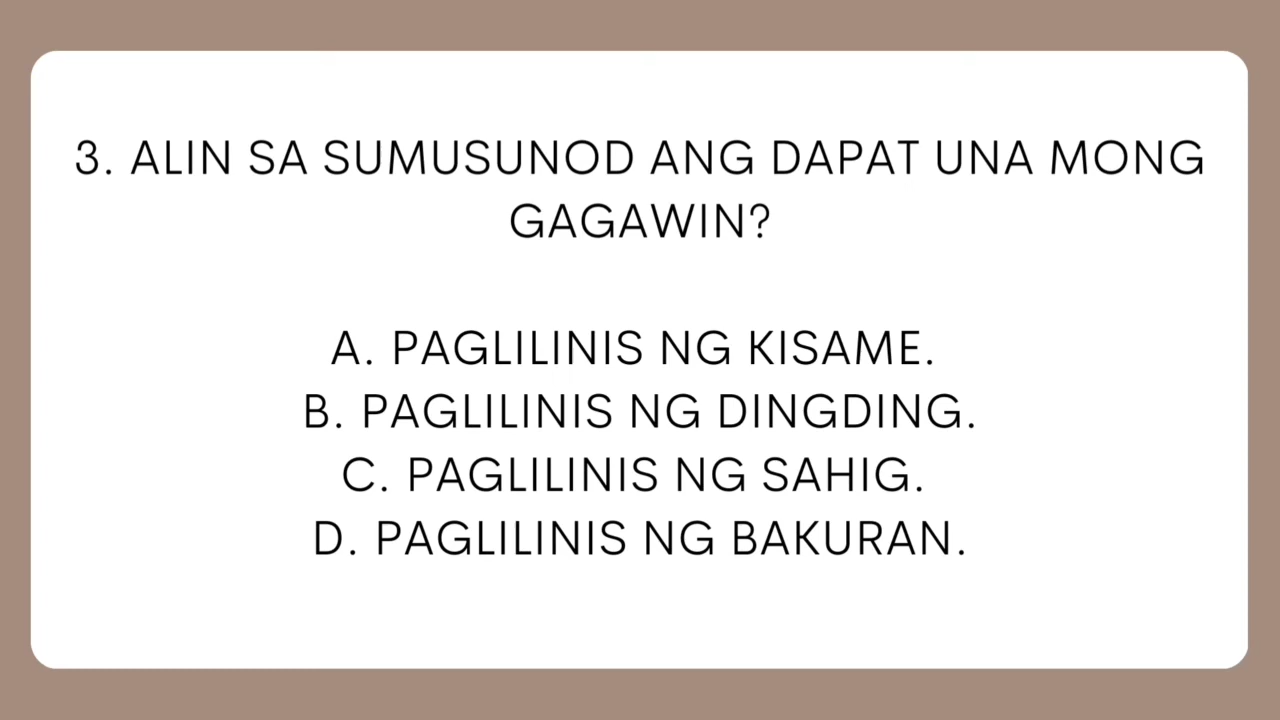 3. ALIN SA SUMUSUNOD ANG DAPAT UNA MONG
GAGAWIN?
A. PAGLILINIS NG KISAME.
B. PAGLILINIS NG DINGDING.
C. PAGLILINIS NG SAHIG.
D. PAGLILINIS NG BAKURAN.